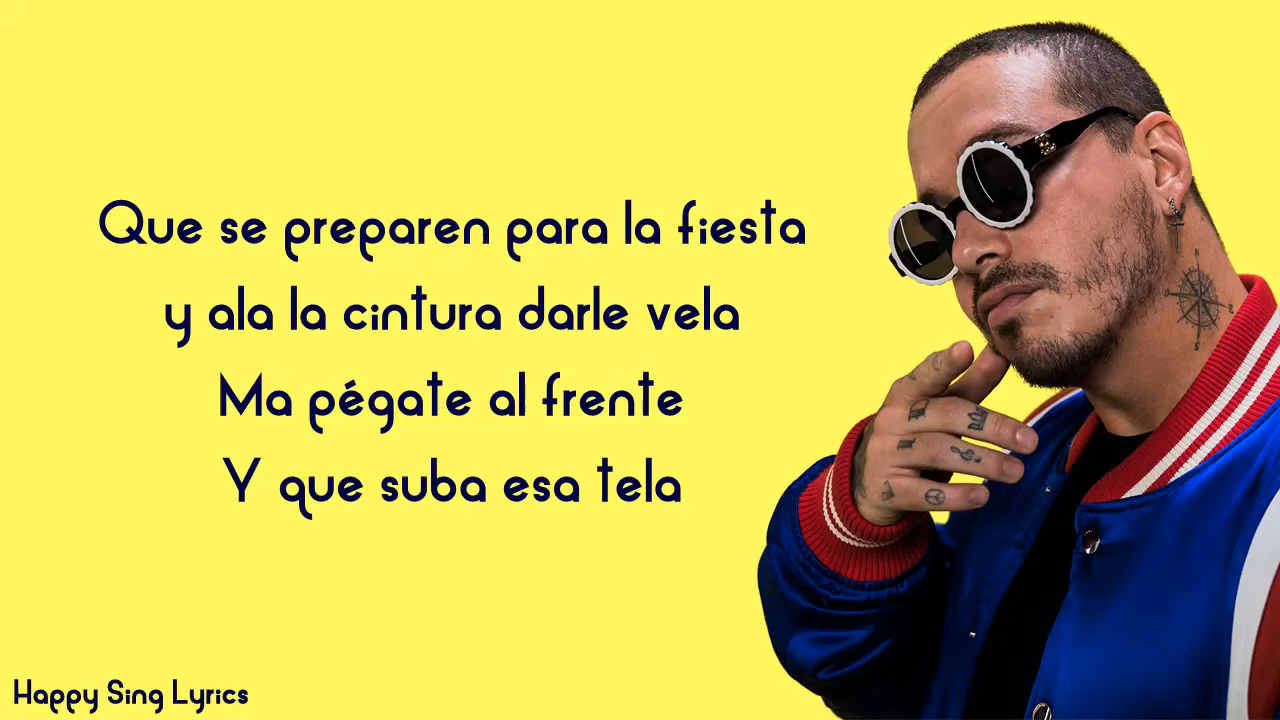 Que se preparen para la fiesta
y ala la cintura darle vela
Ma pégate al frente
Y que suba esa tela
Happy Sing Lyrics